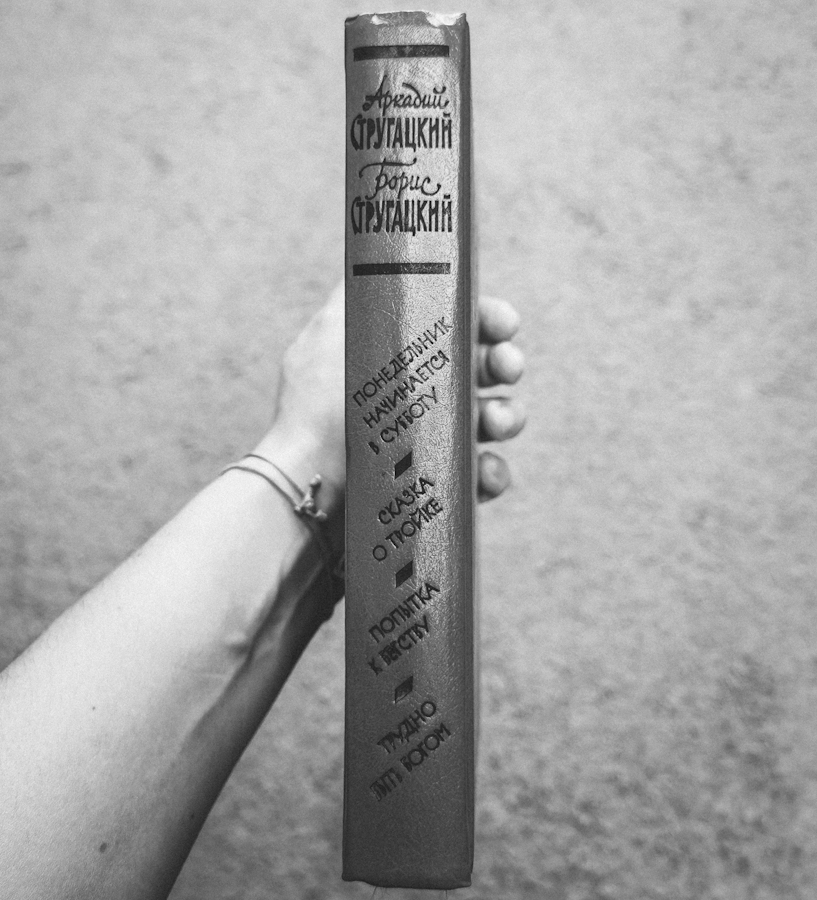 Аркадий
СТРУГАЦКИЙ
Борис
СТРУГАЦКИЙ
ПОНЕДЕЛЬНИК
НАЧИНАЕТСЯ
В СУББОТУ
СКАЗКА
О ТРОЙКЕ
ПОПЫТКА
К БЕГСТВУ
ТРУДНО
БЫТЬ БОГОМ